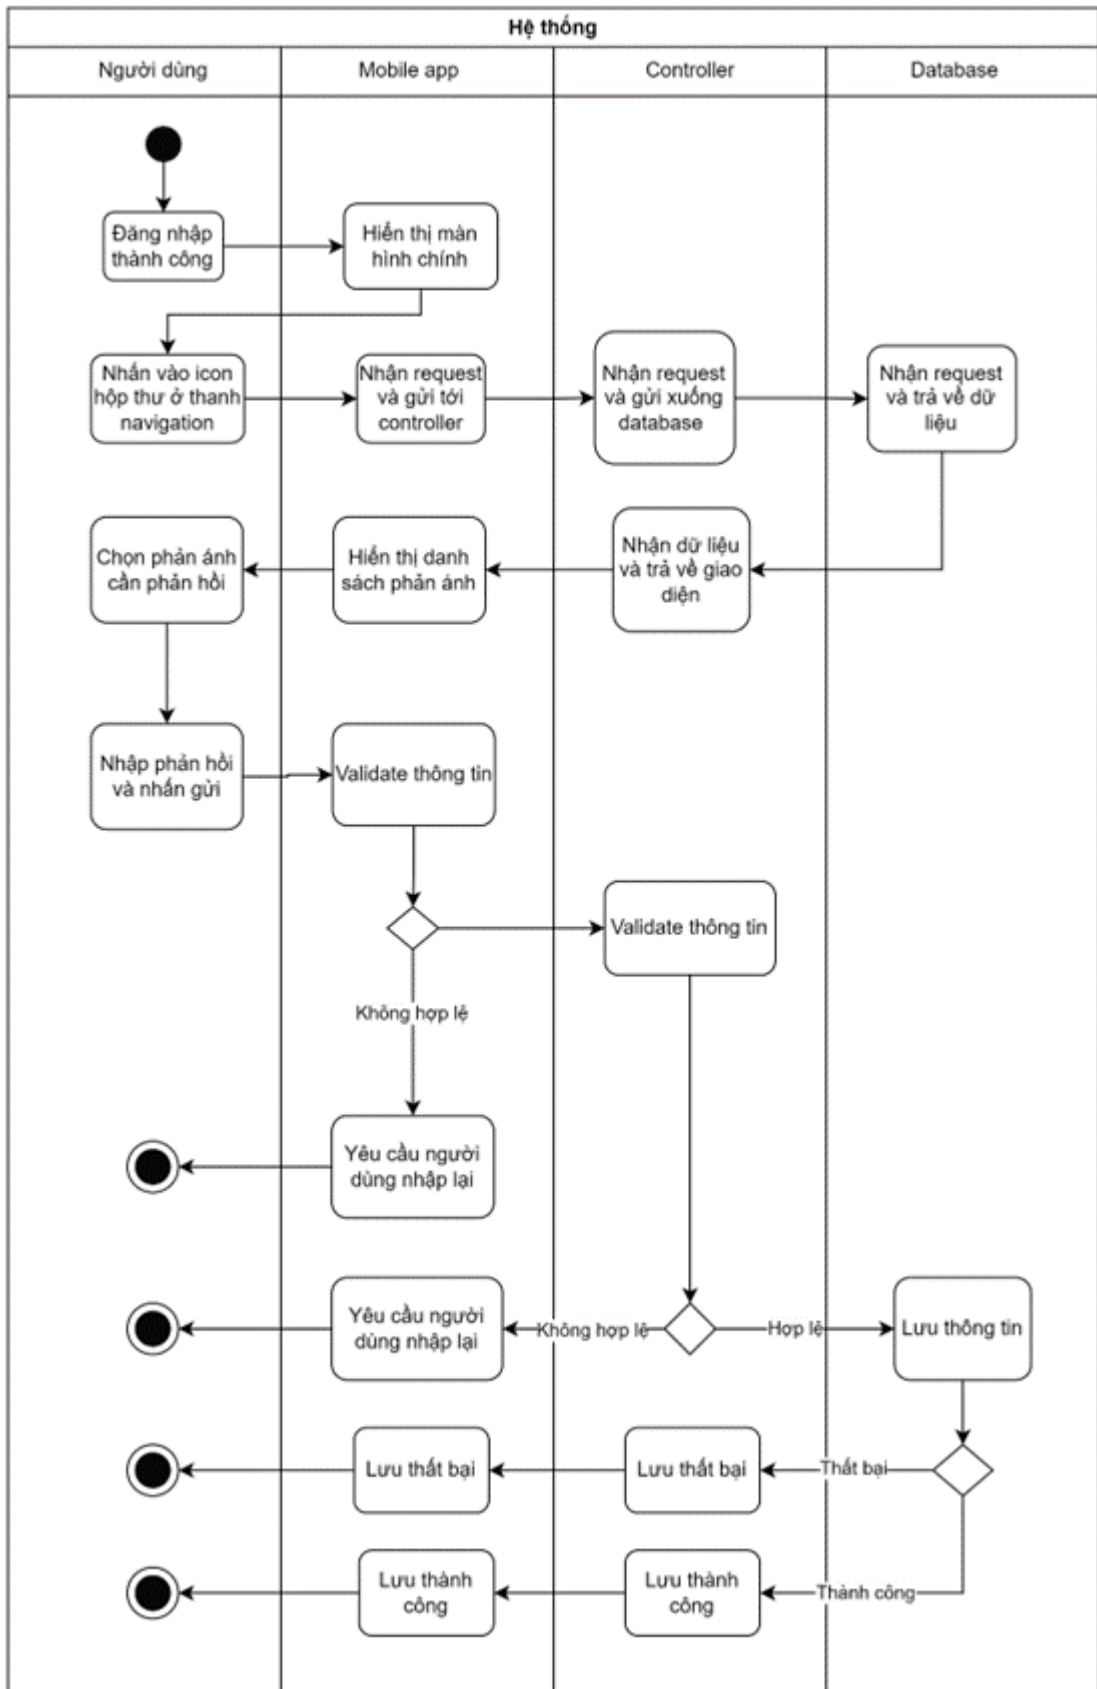 Hệ thống
Người dùng
Mobile app
Controller
Database
Đăng nhập
thành công
Hiển thị màn
hình chính
Nhấn vào icon
hộp thư ở thanh
navigation
Nhận request
và gửi tới
controller
Nhận request
và gửi xuống
database
Nhận request
và trả về dữ
liệu
Chọn phản ánh
cần phản hồi
Hiển thị danh
sách phản ánh
Nhận dữ liệu
và trả về giao
diện
Nhập phản hồi
và nhấn gửi
Validate thông tin
Validate thông tin
Không hợp lệ
Yêu cầu người
dùng nhập lại
Yêu cầu người
dùng nhập lại
Không hợp lệ
Hợp lệ
Lưu thông tin
Lưu thất bại
Lưu thất bại
Thất bại
Lưu thành
công
Lưu thành
công
Thành công